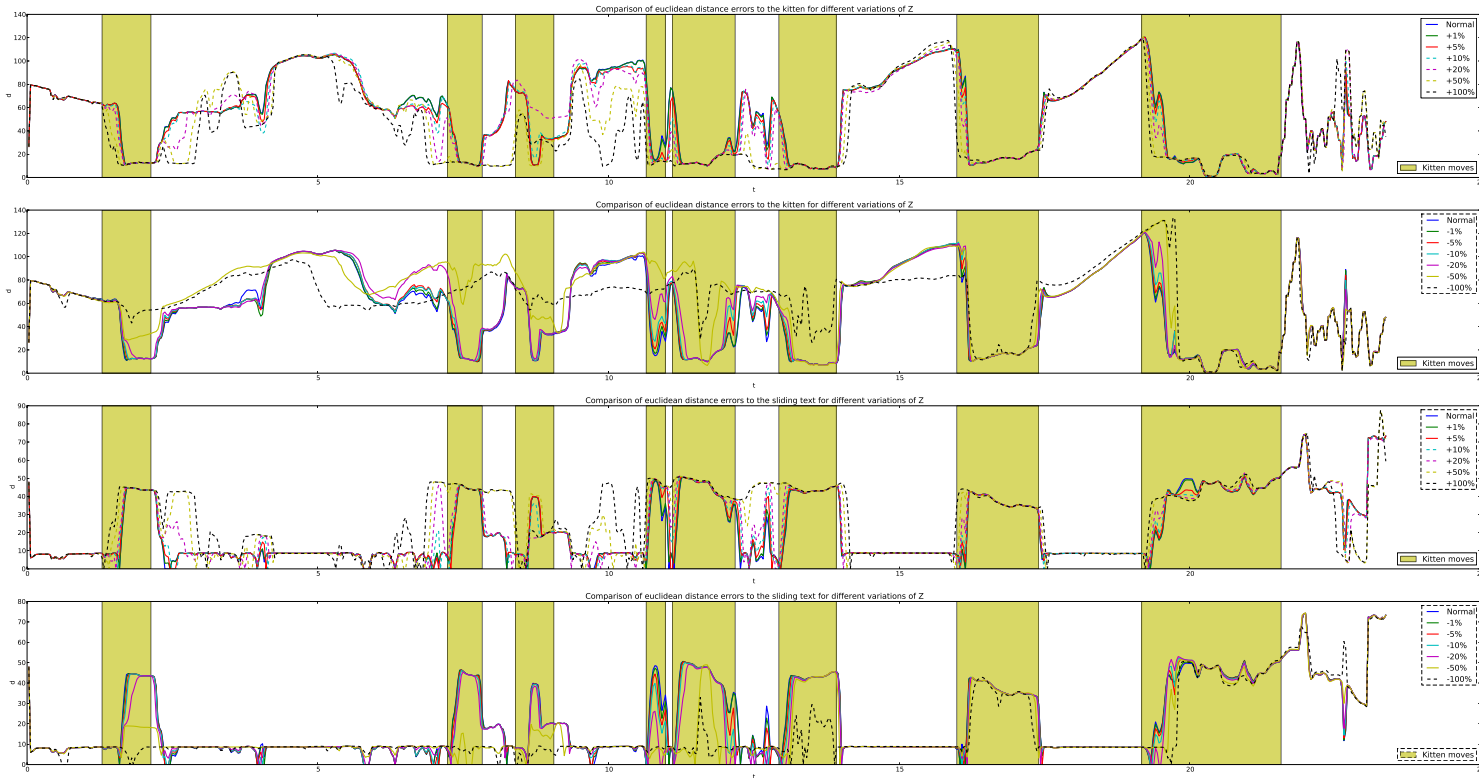 Comparison of euclidean distance errors to the kitten for different variations of Z
140
120
100
80
60
40
20
0
d
Normal
+1%
+5%
+10%
+20%
+50%
+100%
Kitten moves
0 5 10 15 20 2
t
Comparison of euclidean distance errors to the kitten for different variations of Z
140
120
100
80
60
40
20
0
d
Normal
-1%
-5%
-10%
-20%
-50%
-100%
Kitten moves
0 5 10 15 20 2
t
Comparison of euclidean distance errors to the sliding text for different variations of Z
90
80
70
60
50
40
30
20
10
0
d
Normal
+1%
+5%
+10%
+20%
+50%
+100%
Kitten moves
0 5 10 15 20 2
t
Comparison of euclidean distance errors to the sliding text for different variations of Z
80
70
60
50
40
30
20
10
0
d
Normal
-1%
-5%
-10%
-20%
-50%
-100%
Kitten moves
0 5 10 15 20 2
t